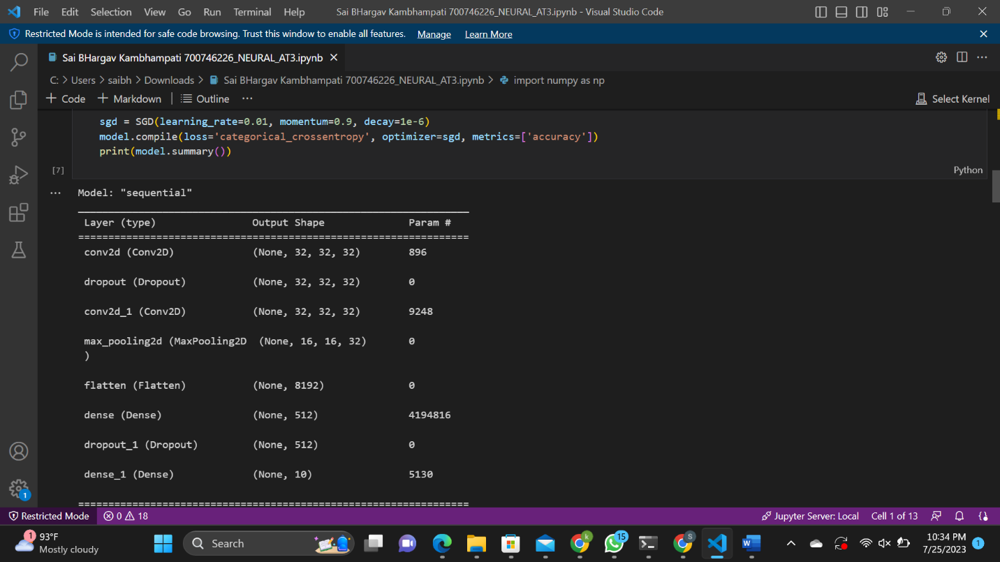 File Edit Selection View Go Run Terminal Help Sai BHargav Kambhampati 700746226_NEURAL_AT3.ipynb - Visual Studio Code
Restricted Mode is intended for safe code browsing. Trust this window to enable all features. Manage Learn More
Sai BHargav Kambhampati 700746226_NEURAL_AT3.ipynb
C: > Users > saibh > Downloads > Sai BHargav Kambhampati 700746226_NEURAL_AT3.ipynb > import numpy as np
+ Code + Markdown Outline ... Select Kernel
sgd = SGD(learning_rate=0.01, momentum=0.9, decay=1e-6)
model.compile(loss='categorical_crossentropy', optimizer=sgd, metrics=['accuracy'])
print(model.summary())
[7] Python
... Model: "sequential"
_________________________________________________________________
Layer (type) Output Shape Param #
=================================================================
conv2d (Conv2D) (None, 32, 32, 32) 896
dropout (Dropout) (None, 32, 32, 32) 0
conv2d_1 (Conv2D) (None, 32, 32, 32) 9248
max_pooling2d (MaxPooling2D (None, 16, 16, 32) 0
)
flatten (Flatten) (None, 8192) 0
dense (Dense) (None, 512) 4194816
dropout_1 (Dropout) (None, 512) 0
dense_1 (Dense) (None, 10) 5130
=================================================================
1
Restricted Mode 0 18 Jupyter Server: Local Cell 1 of 13
1 93°F
Mostly cloudy
Search
k
15
S
W
10:34 PM
7/25/2023
1